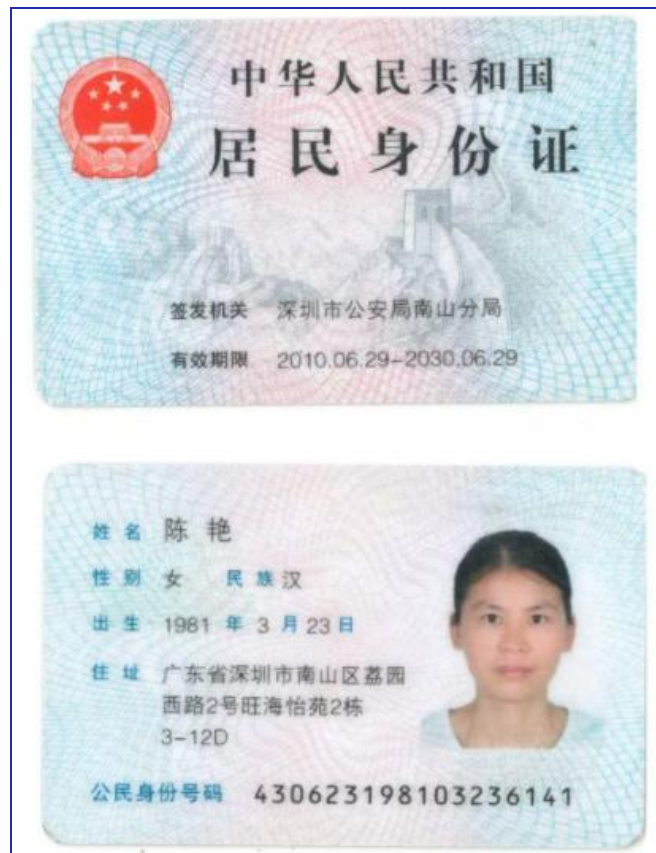 中华人民共和国
居民身份证
签发机关 深圳市公安局南山分局
有效期限 2010.06.29-2030.06.29
姓名 陈艳
性别 女 民族 汉
出生 1981 年 3 月 23 日
住址 广东省深圳市南山区荔园
西路2号旺海怡苑2栋
3-12D
公民身份号码 430623198103236141